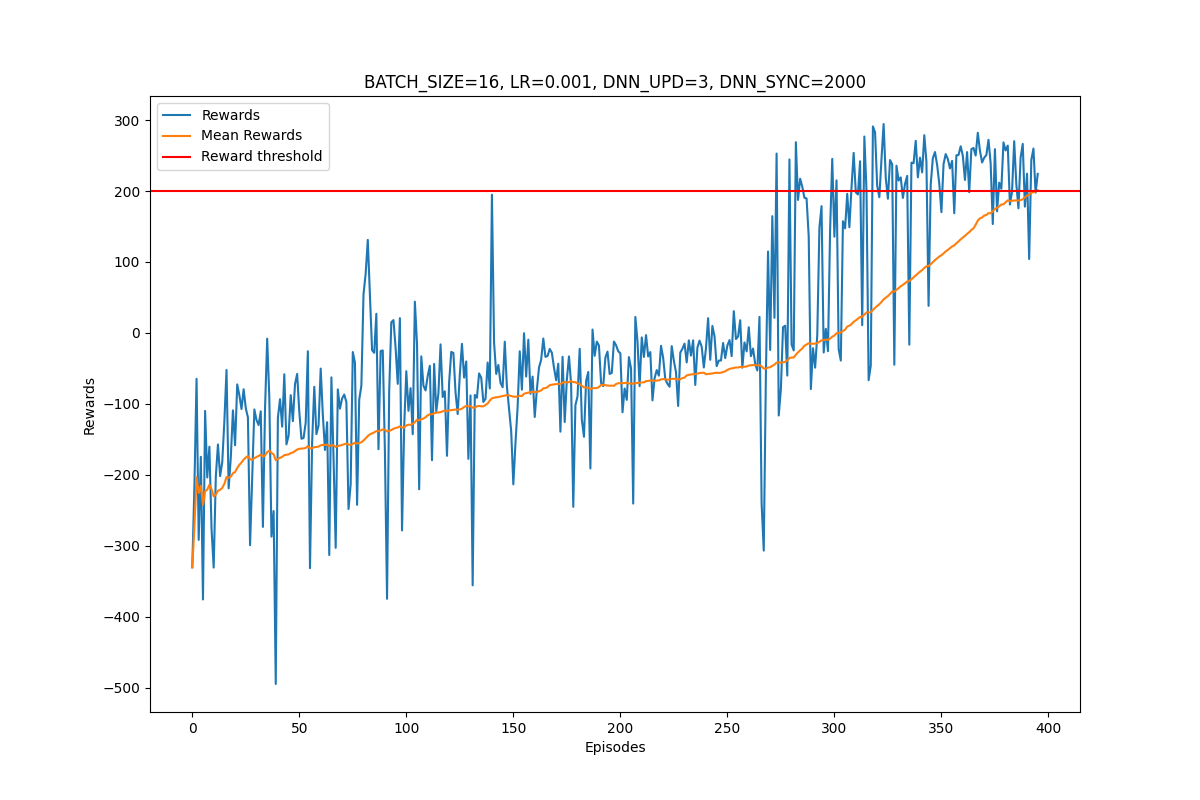 BATCH_SIZE=16, LR=0.001, DNN_UPD=3, DNN_SYNC=2000
Rewards
Mean Rewards
Reward threshold
300
200
100
0
−100
−200
−300
−400
−500
Rewards
0 50 100 150 200 250 300 350 400
Episodes